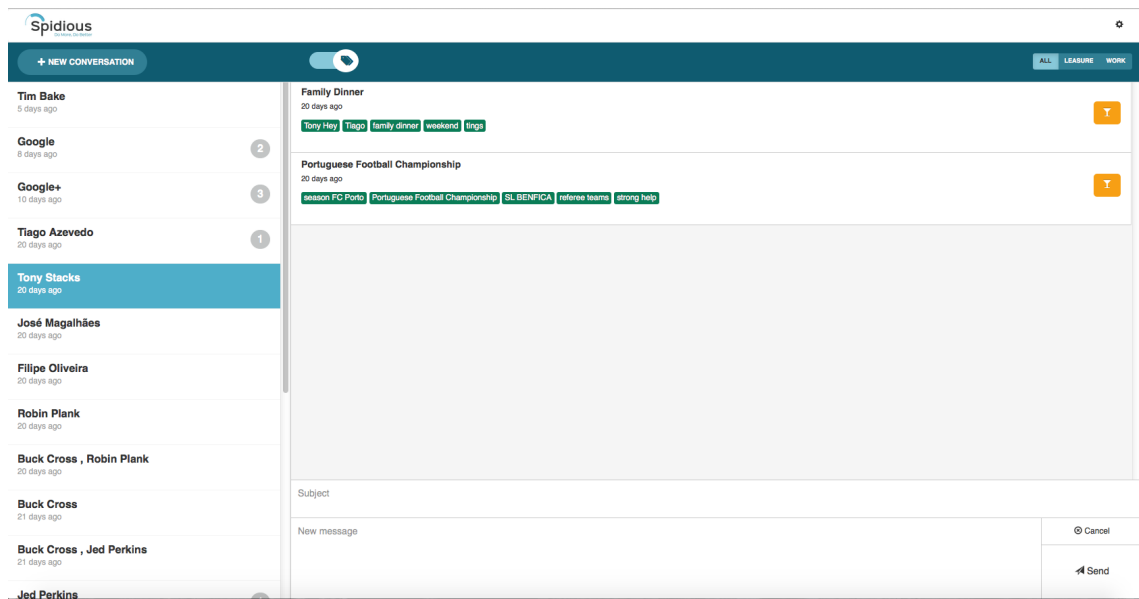 Spidious
+ NEW CONVERSATION
ALL LEASURE WORK
Tim Bake
5 days ago
Google
8 days ago
2
Google+
10 days ago
3
Tiago Azevedo
20 days ago
1
Tony Stacks
20 days ago
José Magalhães
20 days ago
Filipe Oliveira
20 days ago
Robin Plank
20 days ago
Buck Cross , Robin Plank
20 days ago
Buck Cross
21 days ago
Buck Cross , Jed Perkins
21 days ago
Jed Perkins
Family Dinner
20 days ago
Tony Hey Tiago family dinner weekend tings
Portuguese Football Championship
20 days ago
season FC Porto Portuguese Football Championship SL BENFICA referee teams strong help
Subject
New message
Cancel
Send